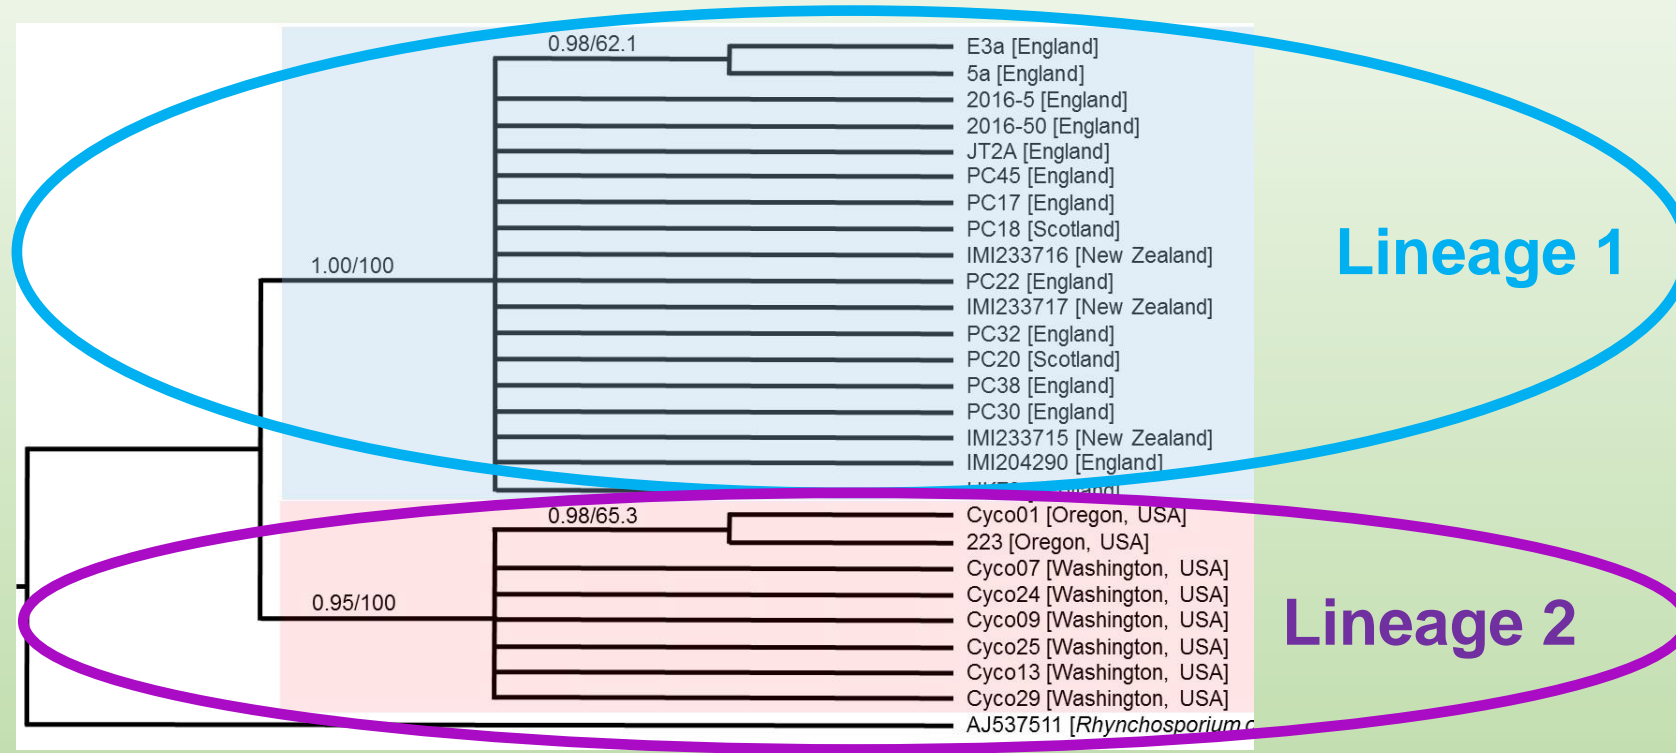 0.98/62.1
E3a [England]
5a [England]
2016-5 [England]
2016-50 [England]
JT2A [England]
PC45 [England]
PC17 [England]
PC18 [Scotland]
IMI233716 [New Zealand]
1.00/100
PC22 [England]
IMI233717 [New Zealand]
PC32 [England]
PC20 [Scotland]
PC38 [England]
PC30 [England]
IMI233715 [New Zealand]
IMI204290 [England]
Lineage 1
0.98/65.3
Cyco01 [Oregon, USA]
223 [Oregon, USA]
Cyco07 [Washington, USA]
Cyco24 [Washington, USA]
0.95/100
Cyco09 [Washington, USA]
Cyco25 [Washington, USA]
Cyco13 [Washington, USA]
Cyco29 [Washington, USA]
Lineage 2
AJ537511 [Rhynchosporium